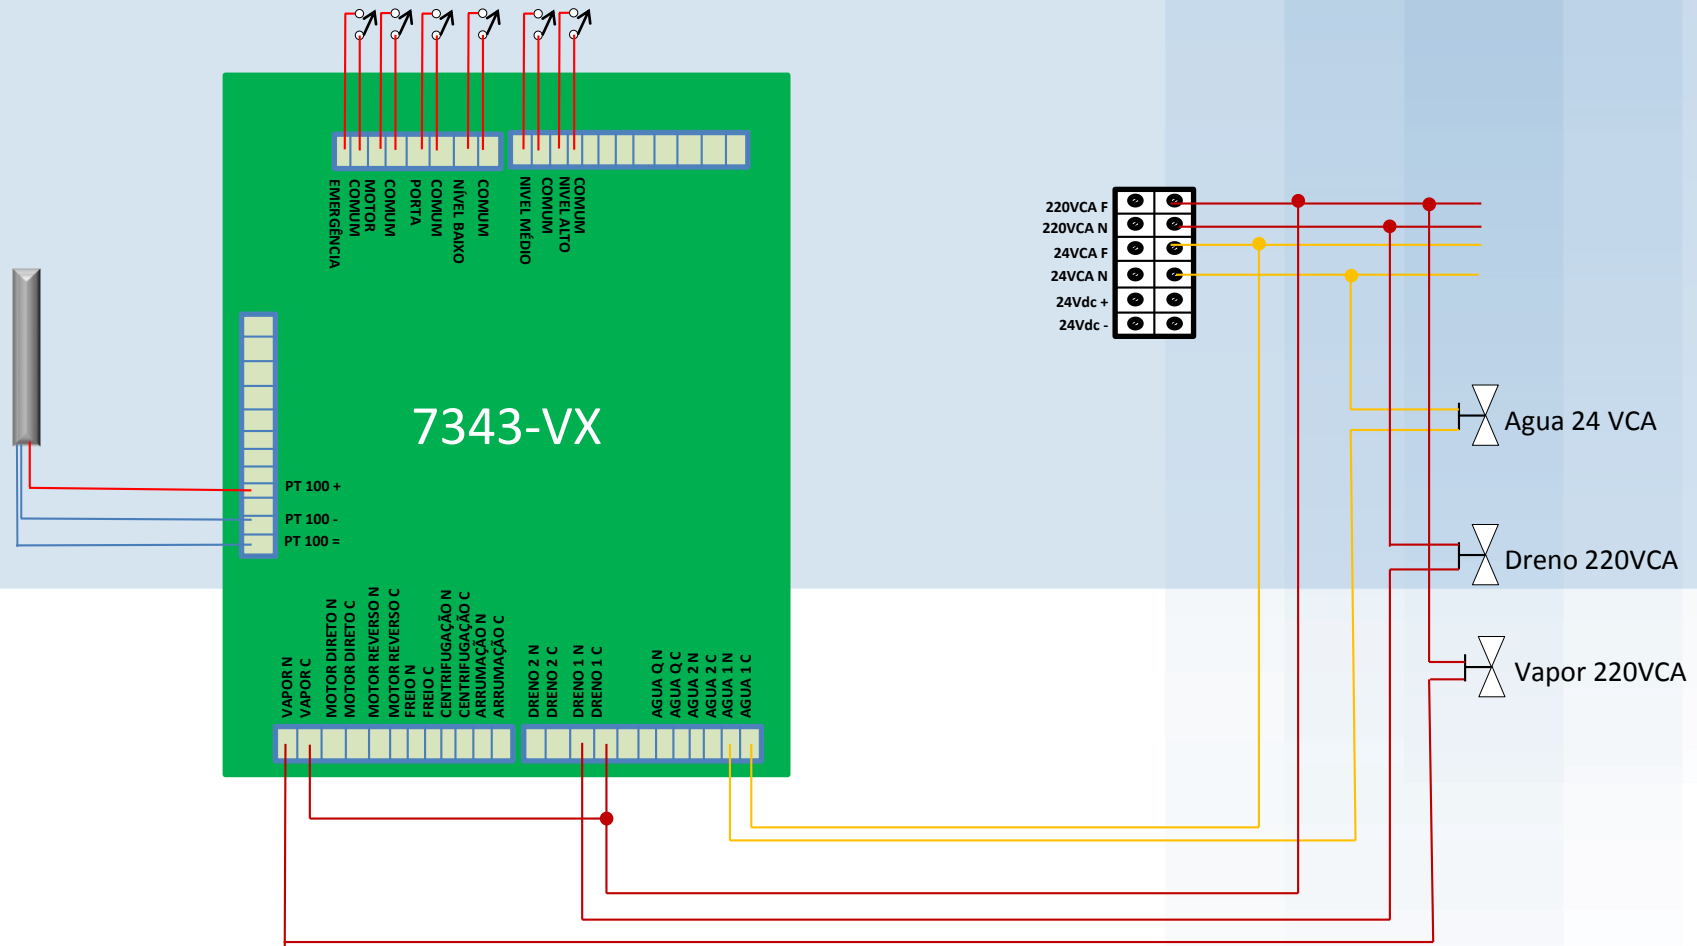 EMERGÊNCIA
COMUM
MOTOR
COMUM
PORTA
COMUM
NÍVEL BAIXO
COMUM
NIVEL MÉDIO
COMUM
NIVEL ALTO
COMUM
220VCA F
220VCA N
24VCA F
24VCA N
24Vdc +
24Vdc -
7343-VX
Agua 24 VCA
PT 100 +
PT 100 -
PT 100 =
Dreno 220VCA
Vapor 220VCA
VAPOR N
VAPOR C
MOTOR DIRETO N
MOTOR DIRETO C
MOTOR REVERSO N
MOTOR REVERSO C
FREIO N
FREIO C
CENTRIFUGAÇÃO N
CENTRIFUGAÇÃO C
ARRUMAÇÃO N
ARRUMAÇÃO C
DRENO 2 N
DRENO 2 C
DRENO 1 N
DRENO 1 C
AGUA Q N
AGUA Q C
AGUA 2 N
AGUA 2 C
AGUA 1 N
AGUA 1 C